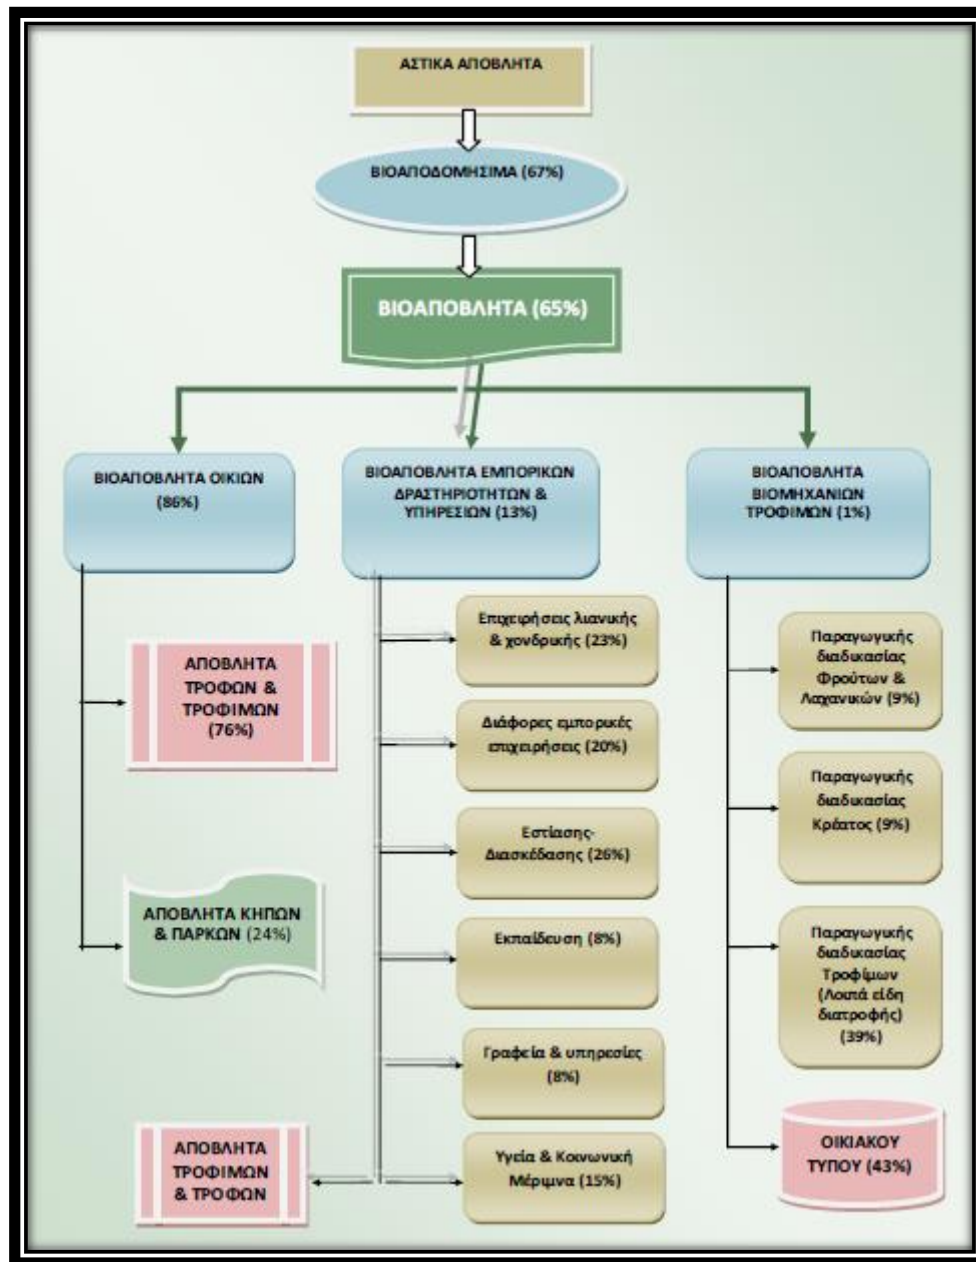 ΑΣΤΙΚΑ ΑΠΟΒΛΗΤΑ
ΒΙΟΑΠΟΔΟΜΗΣΙΜΑ (67%)
ΒΙΟΑΠΟΒΛΗΤΑ (65%)
ΒΙΟΑΠΟΒΛΗΤΑ ΟΙΚΙΩΝ
(86%)
ΑΠΟΒΛΗΤΑ
ΤΡΟΦΩΝ &
ΤΡΟΦΙΜΩΝ
(76%)
ΑΠΟΒΛΗΤΑ ΚΗΠΩΝ
& ΠΑΡΚΩΝ (24%)
ΒΙΟΑΠΟΒΛΗΤΑ ΕΜΠΟΡΙΚΩΝ
ΔΡΑΣΤΗΡΙΟΤΗΤΩΝ &
ΥΠΗΡΕΣΙΩΝ (13%)
Επιχειρήσεις λιανικής
& χονδρικής (23%)
Διάφορες εμπορικές
επιχειρήσεις (20%)
Εστίασης-
Διασκέδασης (26%)
Εκπαίδευση (8%)
Γραφεία & υπηρεσίες
(8%)
Υγεία & Κοινωνική
Μέριμνα (15%)
ΑΠΟΒΛΗΤΑ
ΤΡΟΦΙΜΩΝ
& ΤΡΟΦΩΝ
ΒΙΟΑΠΟΒΛΗΤΑ
ΒΙΟΜΗΧΑΝΙΩΝ
ΤΡΟΦΙΜΩΝ (1%)
Παραγωγικής
διαδικασίας
Φρούτων &
Λαχανικών (9%)
Παραγωγικής
διαδικασίας
Κρέατος (9%)
Παραγωγικής
διαδικασίας
Τροφίμων
(Λοιπά είδη
διατροφής)
(39%)
ΟΙΚΙΑΚΟΥ
ΤΥΠΟΥ (43%)